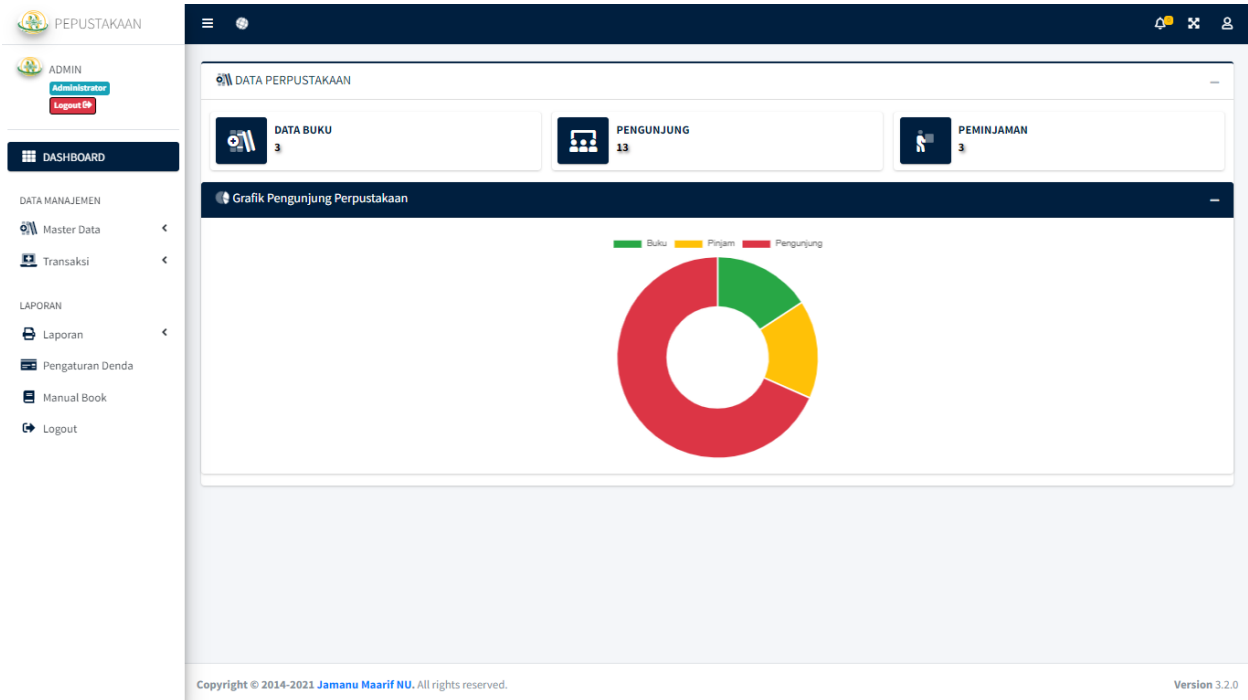 PEPUSTAKAAN
ADMIN
Administrator
Logout
DASHBOARD
DATA MANAJEMEN
Master Data
Transaksi
LAPORAN
Laporan
Pengaturan Denda
Manual Book
Logout
DATA PERPUSTAKAAN
DATA BUKU
3
PENGUNJUNG
13
PEMINJAMAN
3
Grafik Pengunjung Perpustakaan
Buku Pinjam Pengunjung
Copyright © 2014-2021 Jamanu Maarif NU. All rights reserved.
Version 3.2.0